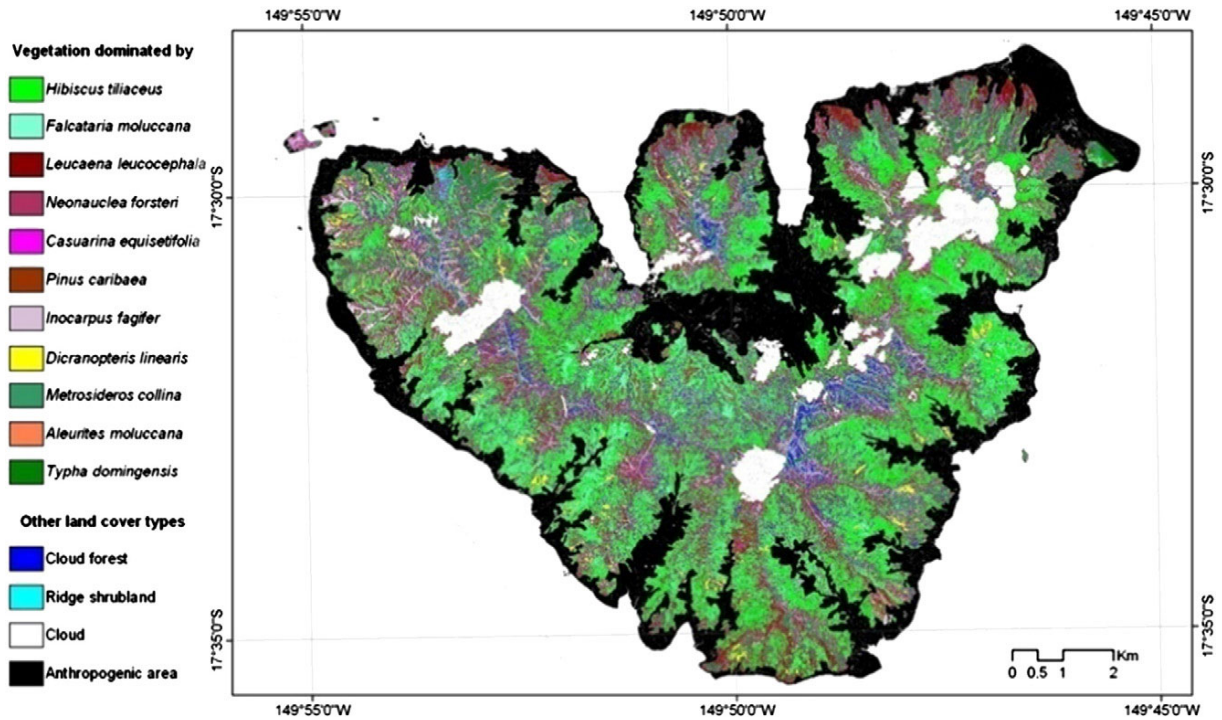 149°55'0"W 149°50'0"W 149°45'0"W
Vegetation dominated by
Hibiscus tiliaceus
Falcataria moluccana
Leucaena leucocephala
Neonauclea forsteri
Casuarina equisetifolia
Pinus caribaea
Inocarpus fagifer
Dicranopteris linearis
Metrosideros collina
Aleurites moluccana
Typha domingensis
Other land cover types
Cloud forest
Ridge shrubland
Cloud
Anthropogenic area
17°30'0"S
17°35'0"S
17°30'0"S
17°35'0"S
Km
0 0.5 1 2
149°55'0"W 149°50'0"W 149°45'0"W